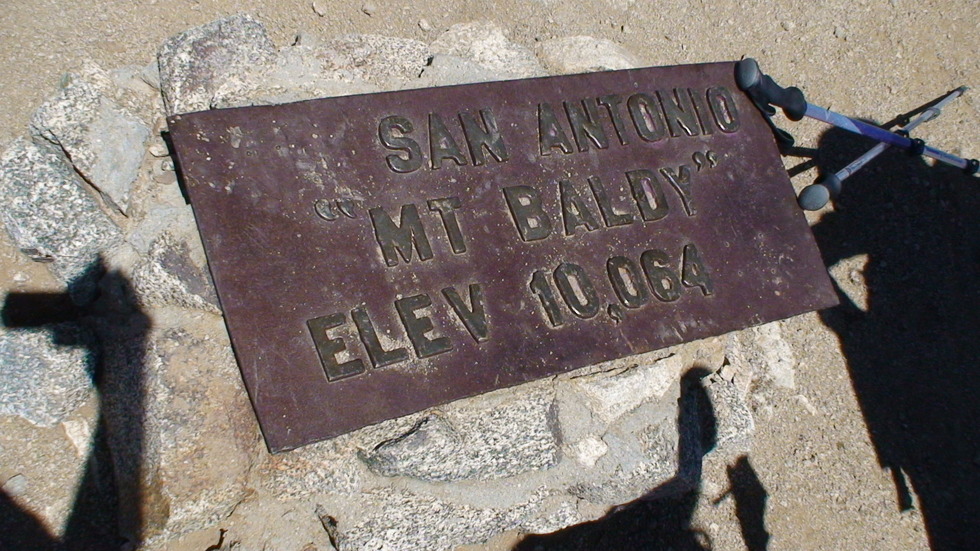 SAN ANTONIO
“MT BALDY”
ELEV 10,064